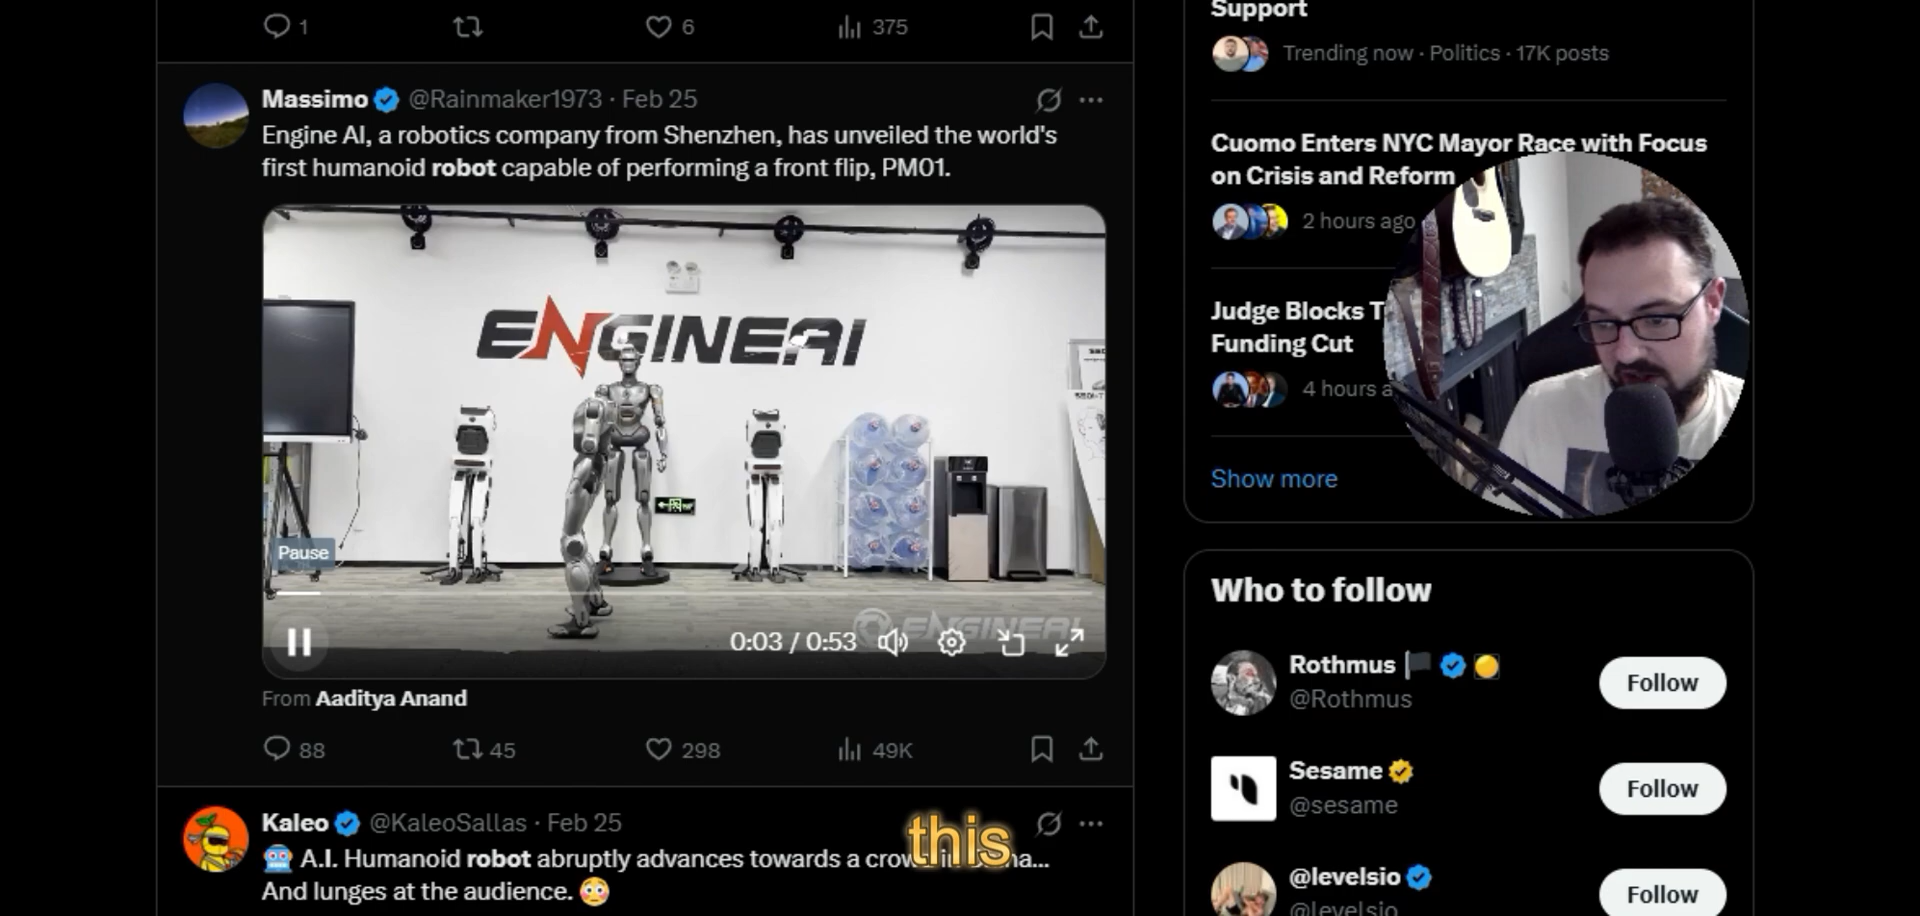 1
6
375
Massimo @Rainmaker1973 · Feb 25
Engine AI, a robotics company from Shenzhen, has unveiled the world's
first humanoid robot capable of performing a front flip, PM01.
ENGINEAI
Pause
0:03 / 0:53
ENGINEAI
From Aaditya Anand
88
45
298
49K
Kaleo @KaleoSallas · Feb 25
A.I. Humanoid robot abruptly advances towards a
this
And lunges at the audience.
Support
Trending now · Politics · 17K posts
Cuomo Enters NYC Mayor Race with Focus
on Crisis and Reform
2 hours ago
Judge Blocks
Funding Cut
4 hours
Show more
Who to follow
Rothmus
@Rothmus
Follow
Sesame
@sesame
Follow
@levelsio
@levelsio
Follow